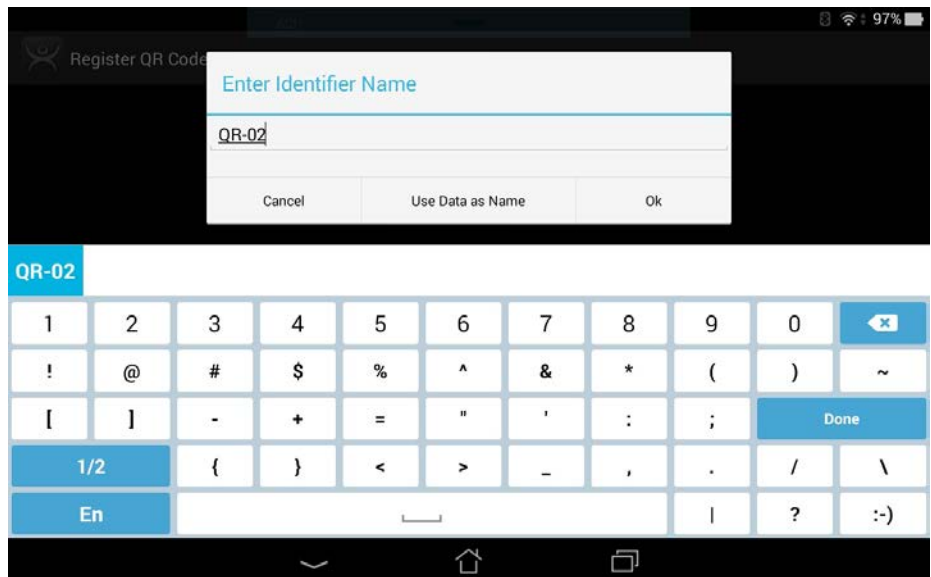 97%
Register QR Code
Enter Identifier Name
QR-02
Cancel Use Data as Name Ok
QR-02
1 2 3 4 5 6 7 8 9 0
! @ # $ % ^ & * ( ) ~
[ ] - + = " ' : ; Done
1/2 { } < > _ , . / \
En | ? :-)